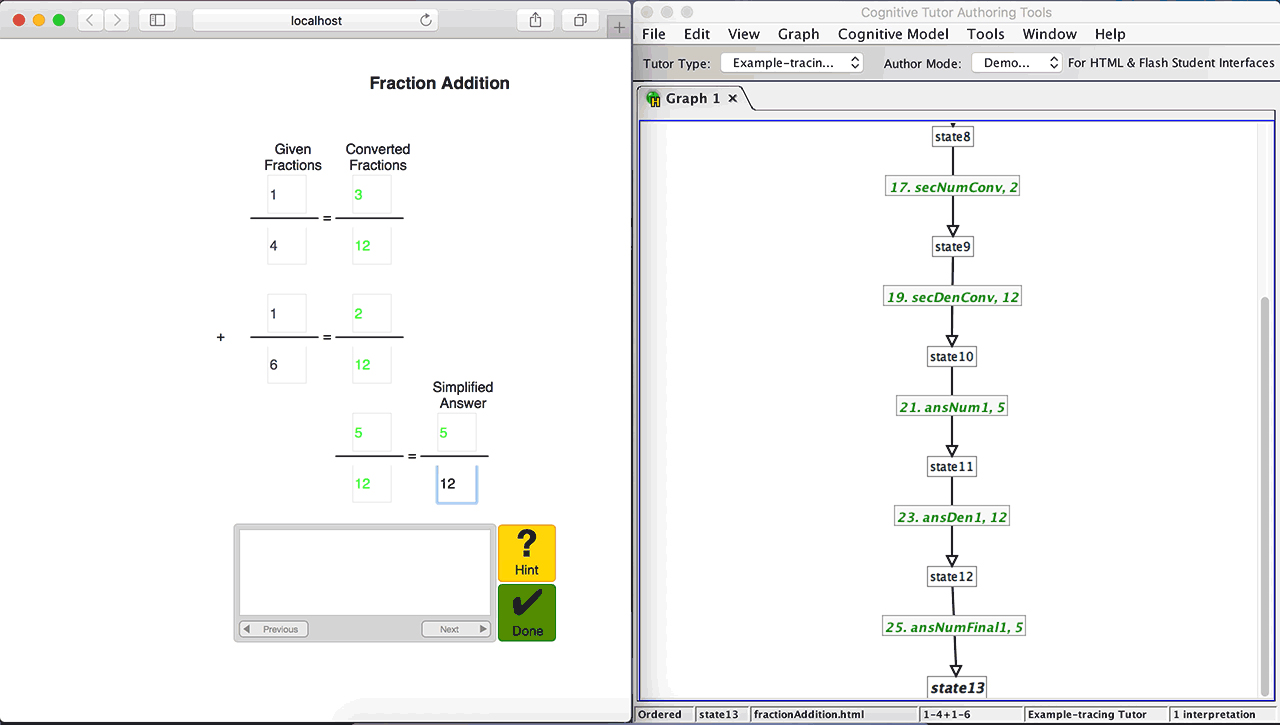 localhost
Fraction Addition
Given
Fractions
Converted
Fractions
1 = 3
4 12
+ 1 = 2
6 12
Simplified
Answer
5 = 5
12 12
?
Hint
Previous
Next
Done
Cognitive Tutor Authoring Tools
File Edit View Graph Cognitive Model Tools Window Help
Tutor Type: Example-tracin... Author Mode: Demo... For HTML & Flash Student Interfaces
Graph 1
state8
17. secNumConv, 2
state9
19. secDenConv, 12
state10
21. ansNum1, 5
state11
23. ansDen1, 12
state12
25. ansNumFinal1, 5
state13
Ordered state13 fractionAddition.html 1-4+1-6 Example-tracing Tutor 1 interpretation